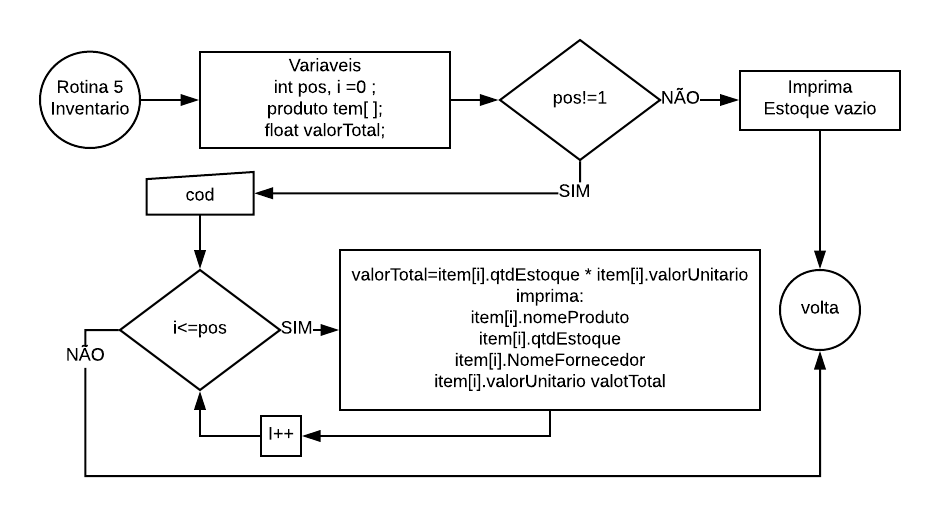 Rotina 5
Inventario
Variaveis
int pos, i =0 ;
produto tem[ ];
float valorTotal;
pos!=1
NÃO
Imprima
Estoque vazio
SIM
cod
i<=pos
SIM
NÃO
valorTotal=item[i].qtdEstoque * item[i].valorUnitario
imprima:
item[i].nomeProduto
item[i].qtdEstoque
item[i].NomeFornecedor
item[i].valorUnitario valotTotal
volta
I++